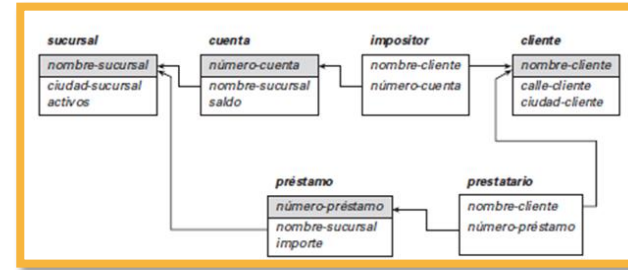 sucursal
nombre-sucursal
ciudad-sucursal
activos
cuenta
número-cuenta
nombre-sucursal
saldo
impositor
nombre-cliente
número-cuenta
cliente
nombre-cliente
calle-cliente
ciudad-cliente
préstamo
número-préstamo
nombre-sucursal
importe
prestatario
nombre-cliente
número-préstamo